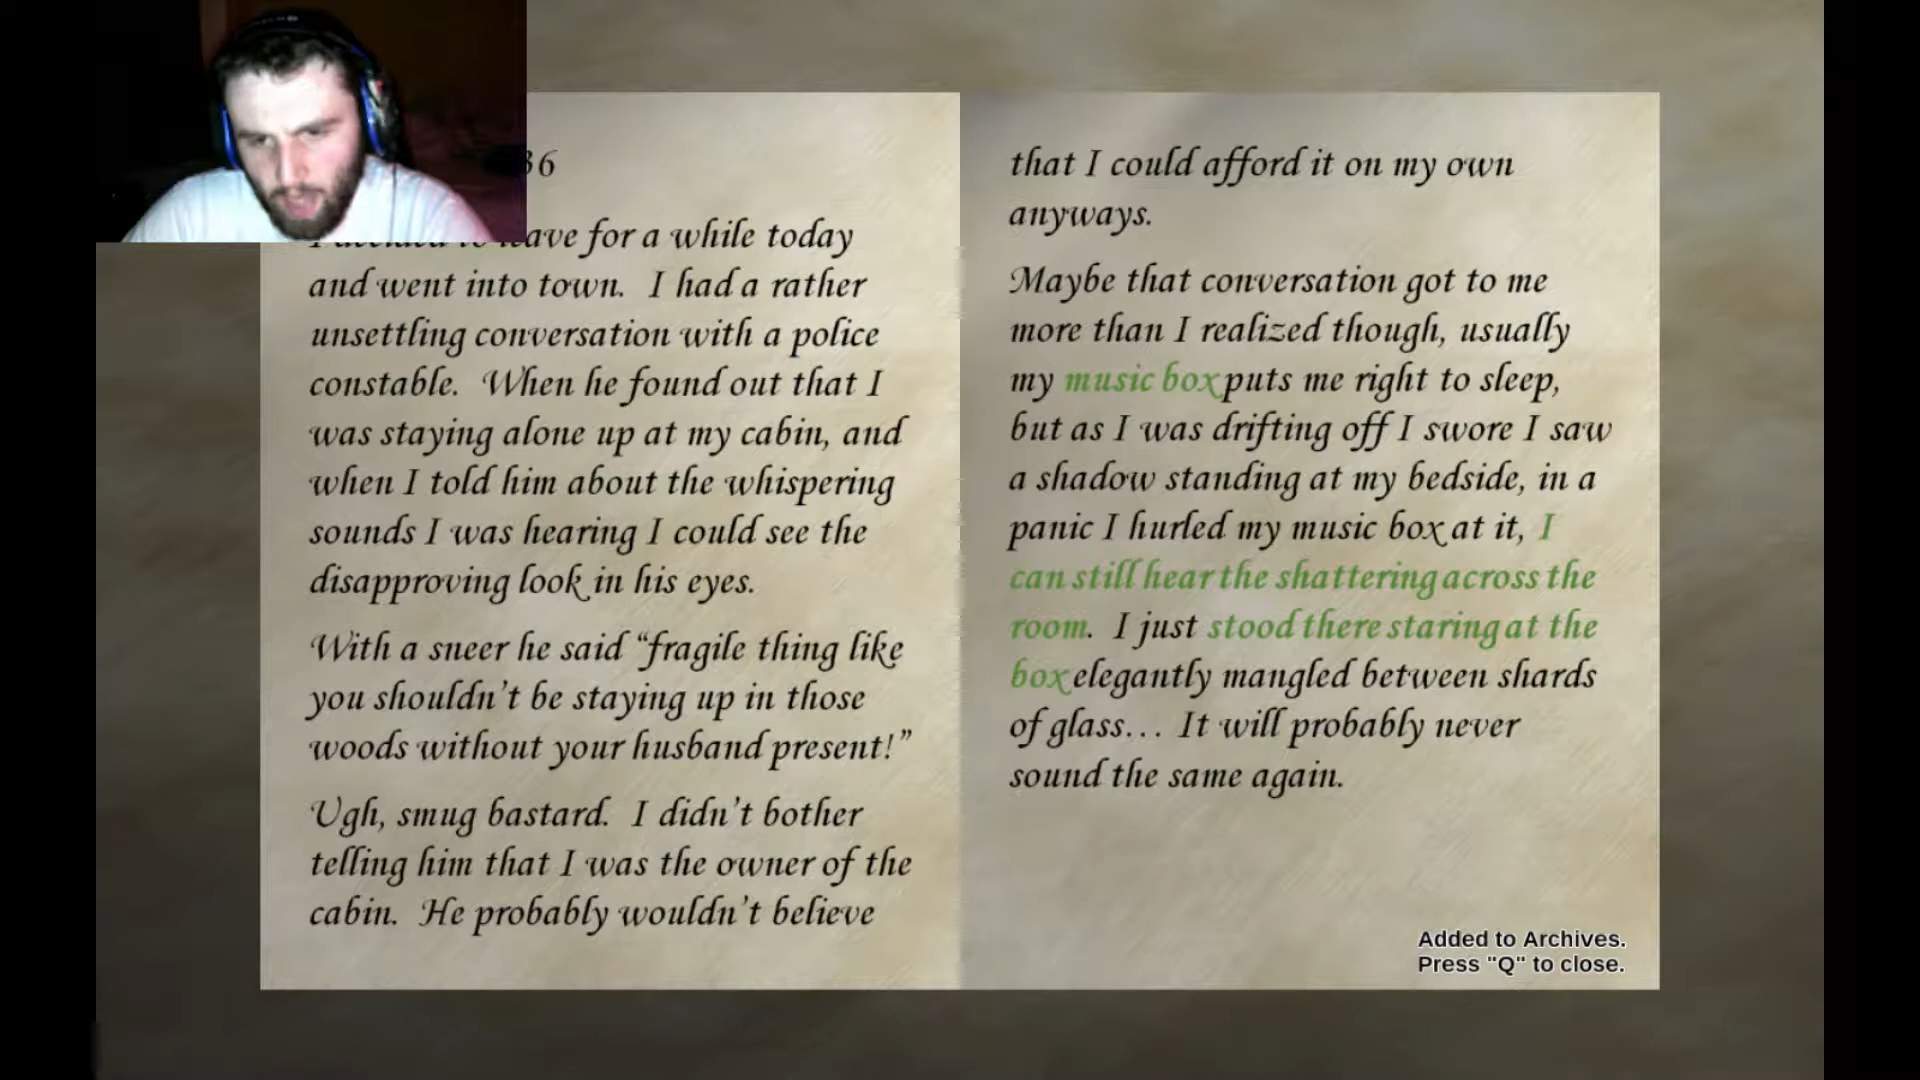 36
leave for a while today
and went into town.  I had a rather
unsettling conversation with a police
constable.  When he found out that I
was staying alone up at my cabin, and
when I told him about the whispering
sounds I was hearing I could see the
disapproving look in his eyes.
With a sneer he said “fragile thing like
you shouldn’t be staying up in those
woods without your husband present!”
Ugh, smug bastard.  I didn’t bother
telling him that I was the owner of the
cabin.  He probably wouldn’t believe
that I could afford it on my own
anyways.
Maybe that conversation got to me
more than I realized though, usually
my music box puts me right to sleep,
but as I was drifting off I swore I saw
a shadow standing at my bedside, in a
panic I hurled my music box at it, I
can still hear the shattering across the
room.  I just stood there staring at the
box elegantly mangled between shards
of glass... It will probably never
sound the same again.
Added to Archives.
Press "Q" to close.